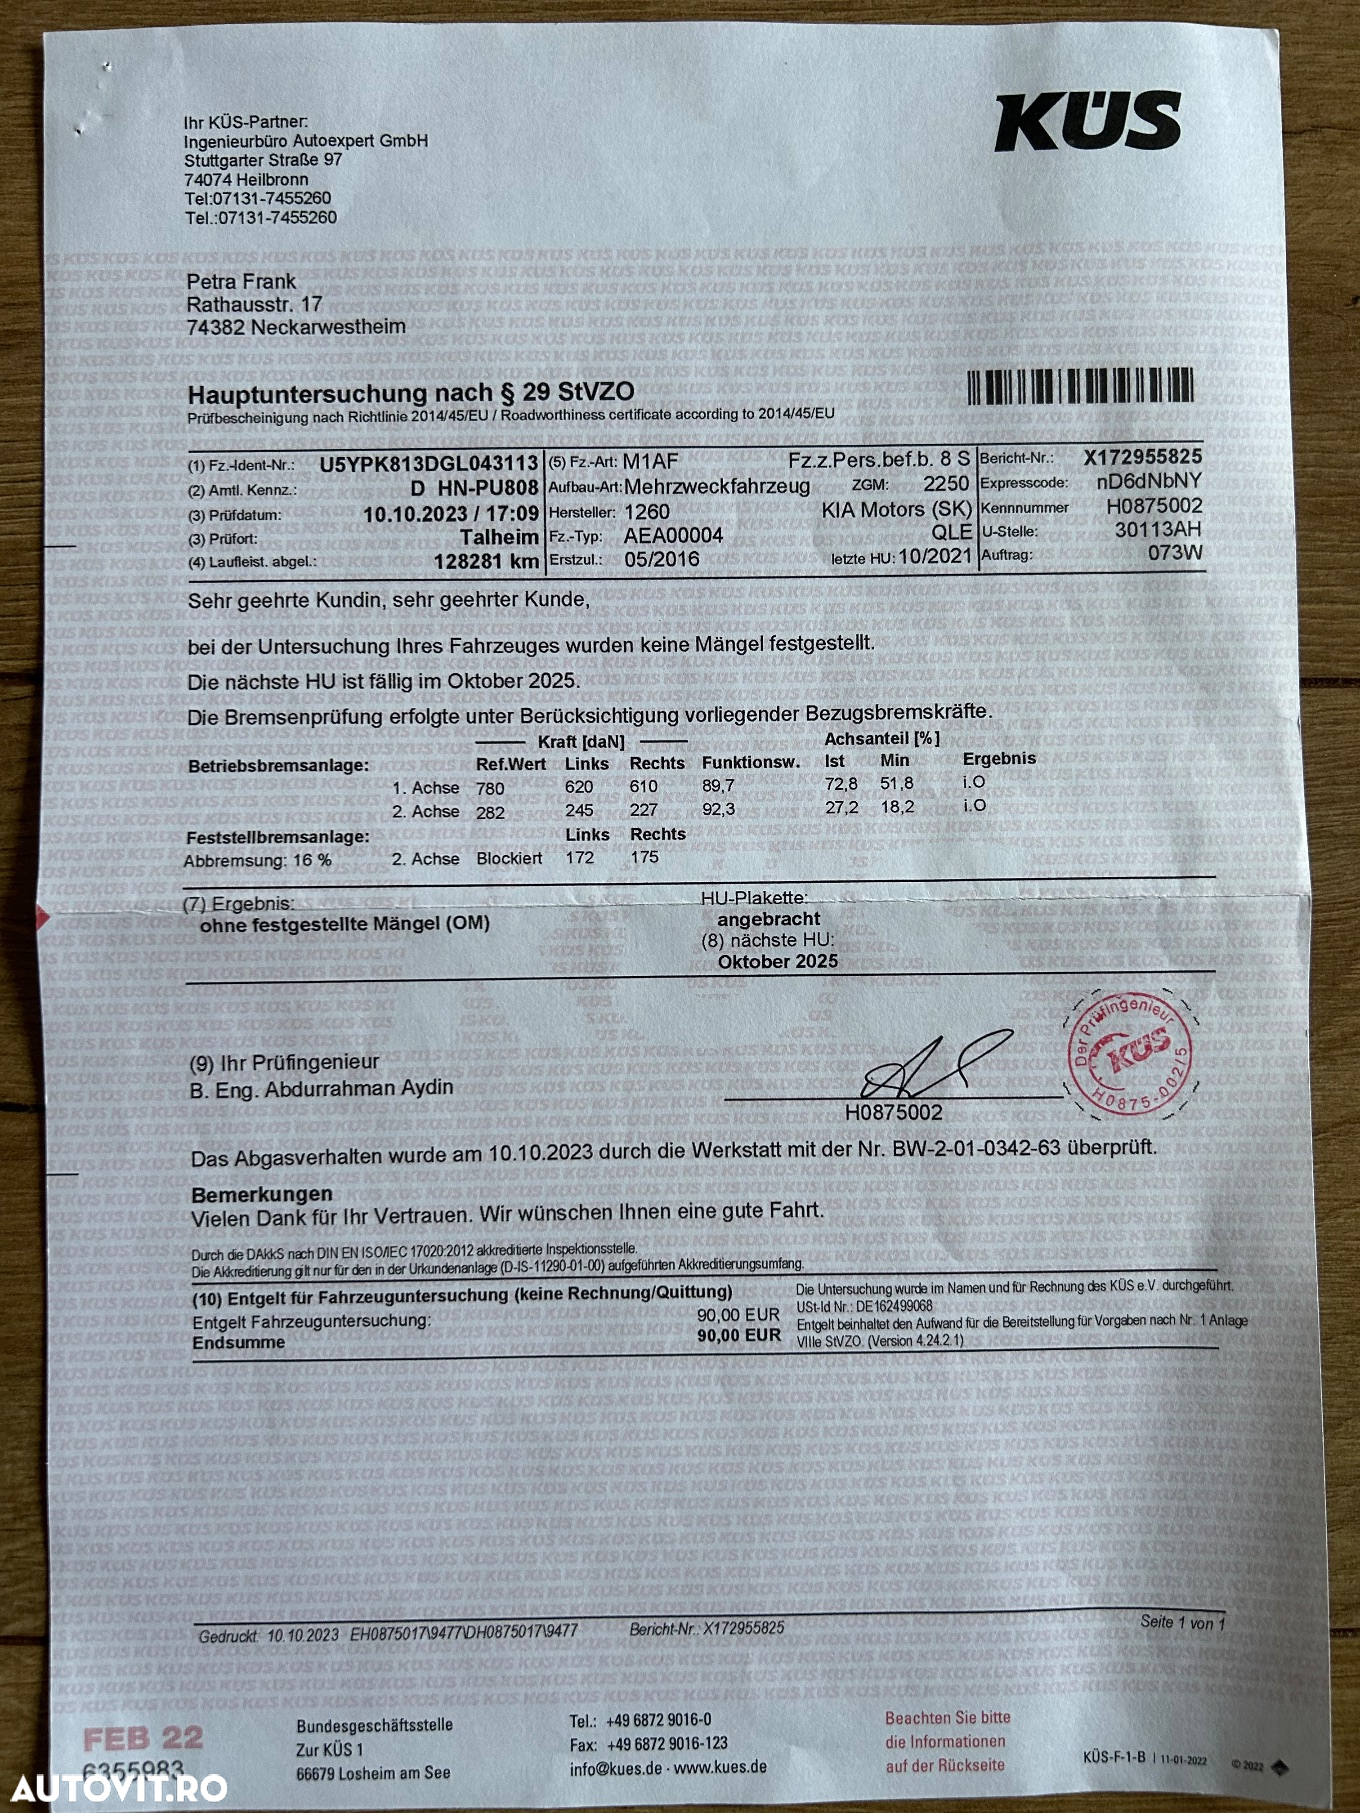 KÜS
Ihr KÜS-Partner:
Ingenieurbüro Autoexpert GmbH
Stuttgarter Straße 97
74074 Heilbronn
Tel:07131-7455260
Tel.:07131-7455260
Petra Frank
Rathausstr. 17
74382 Neckarwestheim
Hauptuntersuchung nach § 29 StVZO
Prüfbescheinigung nach Richtlinie 2014/45/EU / Roadworthiness certificate according to 2014/45/EU
(1) Fz.-Ident-Nr.: U5YPK813DGL043113 (5) Fz.-Art: M1AF Fz.z.Pers.bef.b. 8 S Bericht-Nr.: X172955825
(2) Amtl. Kennz.: D HN-PU808 Aufbau-Art: Mehrzweckfahrzeug ZGM: 2250 Expresscode: nD6dNbNY
(3) Prüfdatum: 10.10.2023 / 17:09 Hersteller: 1260 KIA Motors (SK) Kennnummer H0875002
(3) Prüfort: Talheim Fz.-Typ: AEA00004 QLE U-Stelle: 30113AH
(4) Laufleist. abgel.: 128281 km Erstzul.: 05/2016 letzte HU: 10/2021 Auftrag: 073W
Sehr geehrte Kundin, sehr geehrter Kunde,
bei der Untersuchung Ihres Fahrzeuges wurden keine Mängel festgestellt.
Die nächste HU ist fällig im Oktober 2025.
Die Bremsenprüfung erfolgte unter Berücksichtigung vorliegender Bezugsbremskräfte.
Kraft [daN] Achsanteil [%]
Betriebsbremsanlage: Ref.Wert Links Rechts Funktionsw. Ist Min Ergebnis
1. Achse 780 620 610 89,7 72,8 51,8 i.O
2. Achse 282 245 227 92,3 27,2 18,2 i.O
Feststellbremsanlage: Links Rechts
Abbremsung: 16 % 2. Achse Blockiert 172 175
(7) Ergebnis: HU-Plakette:
ohne festgestellte Mängel (OM) angebracht
(8) nächste HU:
Oktober 2025
(9) Ihr Prüfingenieur
B. Eng. Abdurrahman Aydin
H0875002
Der Prüfingenieur
KÜS
H0875-002/5
Das Abgasverhalten wurde am 10.10.2023 durch die Werkstatt mit der Nr. BW-2-01-0342-63 überprüft.
Bemerkungen
Vielen Dank für Ihr Vertrauen. Wir wünschen Ihnen eine gute Fahrt.
Durch die DAkkS nach DIN EN ISO/IEC 17020:2012 akkreditierte Inspektionsstelle.
Die Akkreditierung gilt nur für den in der Urkundenanlage (D-IS-11290-01-00) aufgeführten Akkreditierungsumfang.
(10) Entgelt für Fahrzeuguntersuchung (keine Rechnung/Quittung)
Entgelt Fahrzeuguntersuchung: 90,00 EUR
Endsumme 90,00 EUR
Die Untersuchung wurde im Namen und für Rechnung des KÜS e.V. durchgeführt.
USt-Id Nr.: DE162499068
Entgelt beinhaltet den Aufwand für die Bereitstellung für Vorgaben nach Nr. 1 Anlage
VIIIe StVZO. (Version 4.24.2.1)
Gedruckt: 10.10.2023 EH0875017\9477\DH0875017\9477 Bericht-Nr.: X172955825 Seite 1 von 1
FEB 22
6355983
Bundesgeschäftsstelle
Zur KÜS 1
66679 Losheim am See
Tel.: +49 6872 9016-0
Fax: +49 6872 9016-123
info@kues.de · www.kues.de
Beachten Sie bitte
die Informationen
auf der Rückseite
KÜS-F-1-B | 11-01-2022 © 2022
AUTOVIT.RO